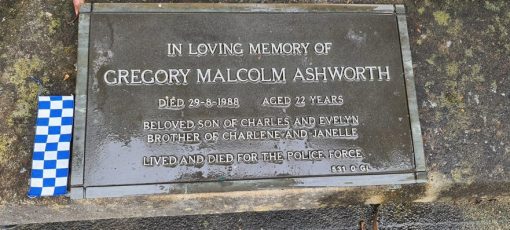 IN LOVING MEMORY OF
GREGORY MALCOLM ASHWORTH
DIED 29-8-1988 AGED 22 YEARS
BELOVED SON OF CHARLES AND EVELYN
BROTHER OF CHARLENE AND JANELLE
LIVED AND DIED FOR THE POLICE FORCE